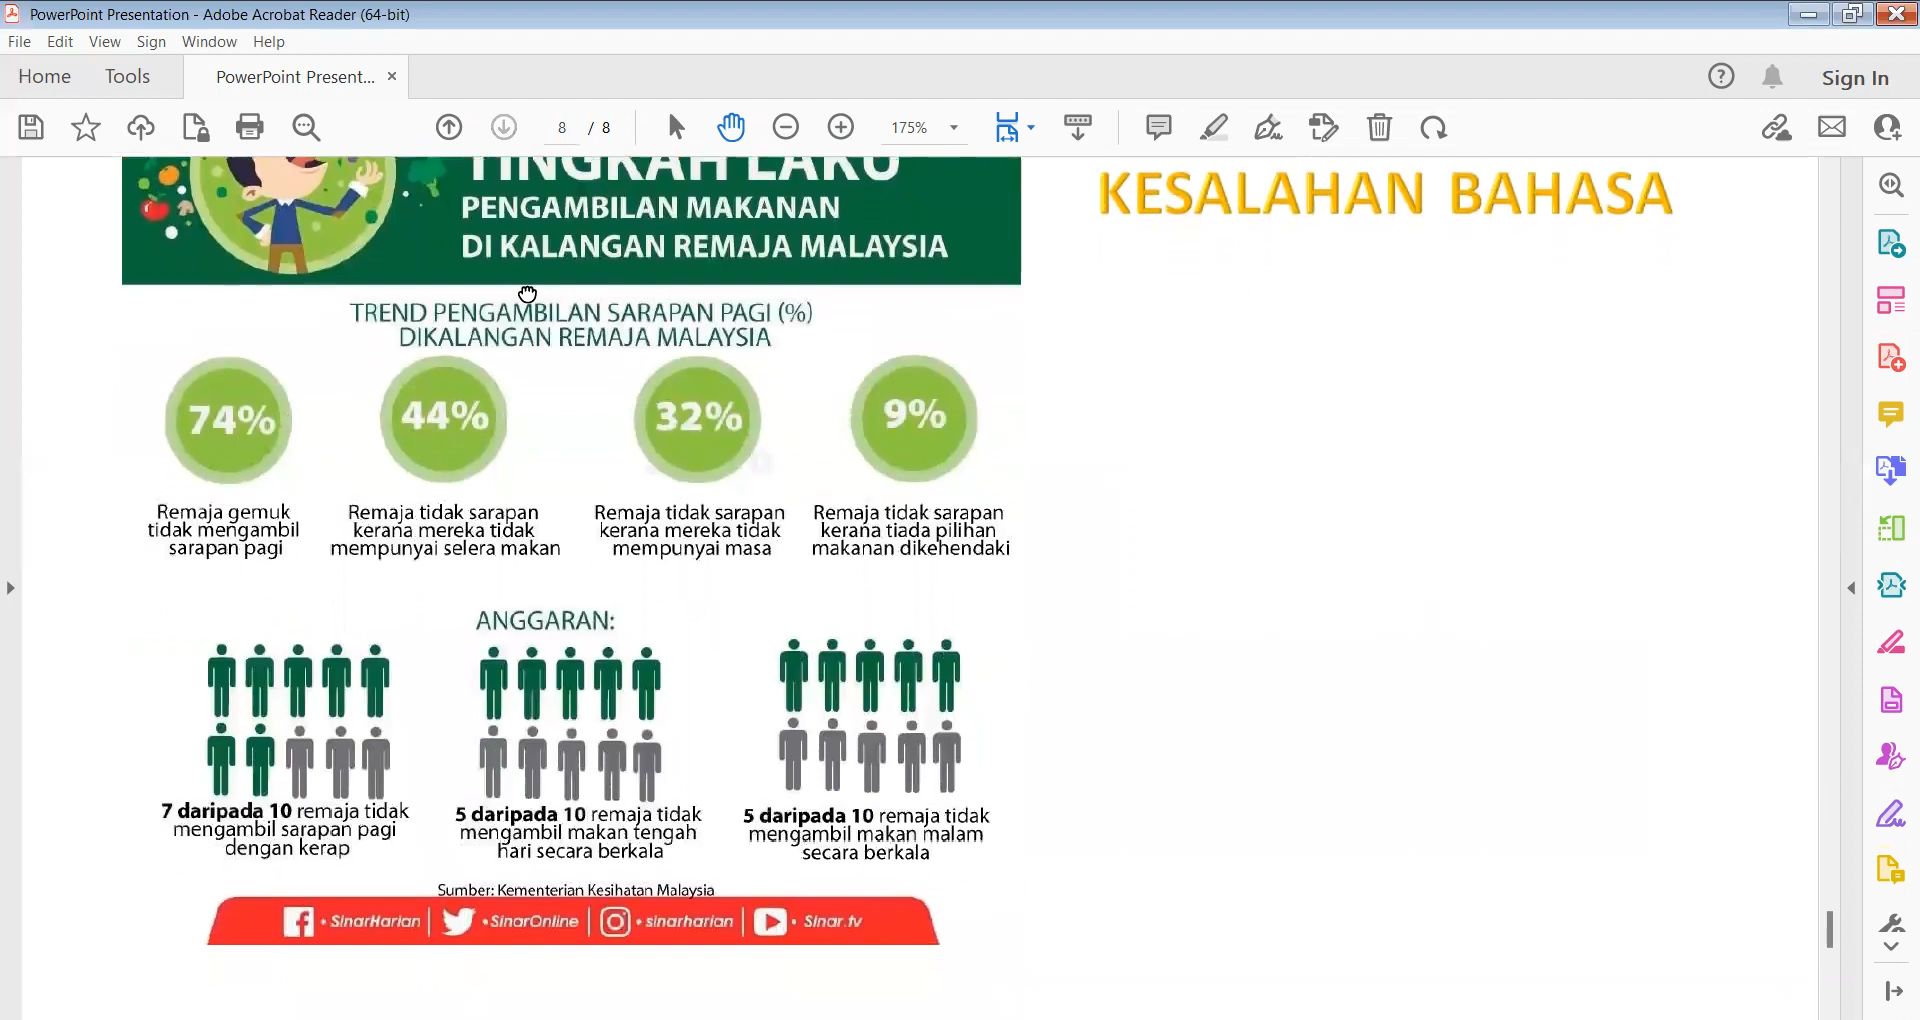 PowerPoint Presentation - Adobe Acrobat Reader (64-bit)
File Edit View Sign Window Help
Home Tools PowerPoint Present... × Sign In
8 / 8 175%
TINGKAH LAKU
PENGAMBILAN MAKANAN
DI KALANGAN REMAJA MALAYSIA
KESALAHAN BAHASA
TREND PENGAMBILAN SARAPAN PAGI (%)
DIKALANGAN REMAJA MALAYSIA
74% 44% 32% 9%
Remaja gemuk
tidak mengambil
sarapan pagi
Remaja tidak sarapan
kerana mereka tidak
mempunyai selera makan
Remaja tidak sarapan
kerana mereka tidak
mempunyai masa
Remaja tidak sarapan
kerana tiada pilihan
makanan dikehendaki
ANGGARAN:
7 daripada 10 remaja tidak
mengambil sarapan pagi
dengan kerap
5 daripada 10 remaja tidak
mengambil makan tengah
hari secara berkala
5 daripada 10 remaja tidak
mengambil makan malam
secara berkala
Sumber: Kementerian Kesihatan Malaysia
• SinarHarian • SinarOnline • sinarharian • Sinar.tv